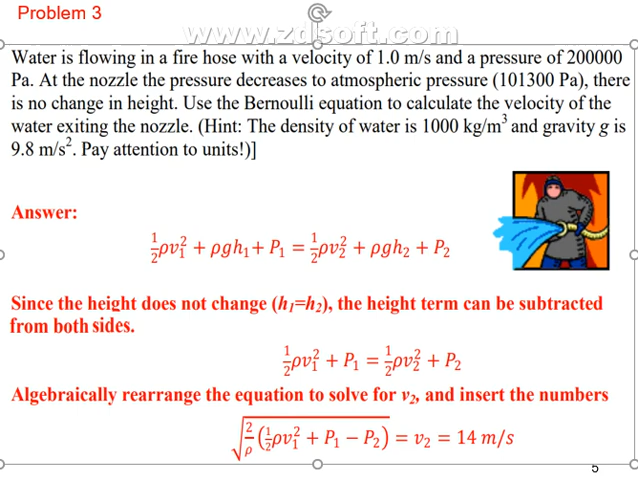 Problem 3
www.zdsoft.com
Water is flowing in a fire hose with a velocity of 1.0 m/s and a pressure of 200000
Pa. At the nozzle the pressure decreases to atmospheric pressure (101300 Pa), there
is no change in height. Use the Bernoulli equation to calculate the velocity of the
water exiting the nozzle. (Hint: The density of water is 1000 kg/m³ and gravity g is
9.8 m/s². Pay attention to units!)]
Answer:
½ρv₁² + ρgh₁ + P₁ = ½ρv₂² + ρgh₂ + P₂
Since the height does not change (h₁=h₂), the height term can be subtracted
from both sides.
½ρv₁² + P₁ = ½ρv₂² + P₂
Algebraically rearrange the equation to solve for v₂, and insert the numbers
√(2/ρ (½ρv₁² + P₁ − P₂)) = v₂ = 14 m/s
5